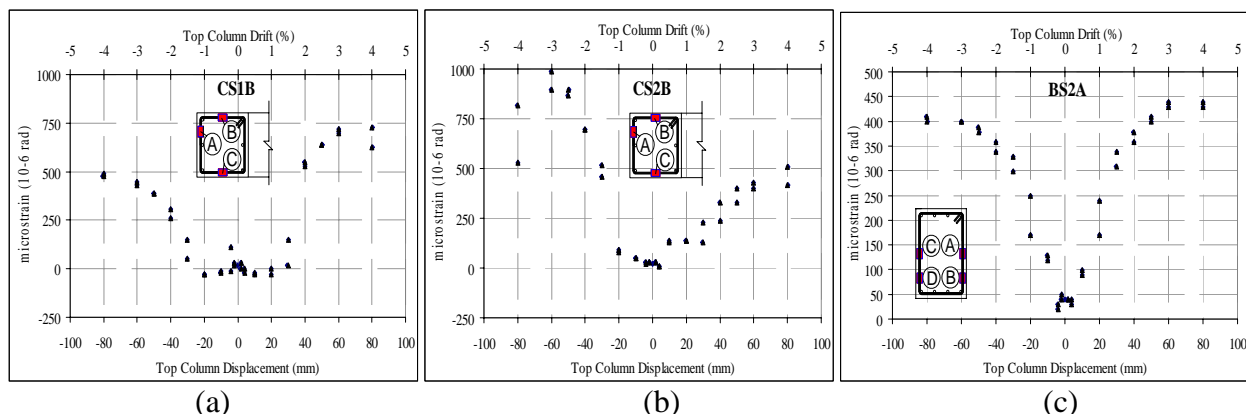 Top Column Drift (%)
-5 -4 -3 -2 -1 0 1 2 3 4 5
CS1B
microstrain (10-6 rad)
1000
750
500
250
0
-250
A
B
C
-100 -80 -60 -40 -20 0 20 40 60 80 100
Top Column Displacement (mm)
(a)
Top Column Drift (%)
-5 -4 -3 -2 -1 0 1 2 3 4 5
CS2B
microstrain (10-6 rad)
1000
750
500
250
0
-250
A
B
C
-100 -80 -60 -40 -20 0 20 40 60 80 100
Top Column Displacement (mm)
(b)
Top Column Drift (%)
-5 -4 -3 -2 -1 0 1 2 3 4 5
BS2A
microstrain (10-6 rad)
500
450
400
350
300
250
200
150
100
50
0
C A
D B
-100 -80 -60 -40 -20 0 20 40 60 80 100
Top Column Displacement (mm)
(c)